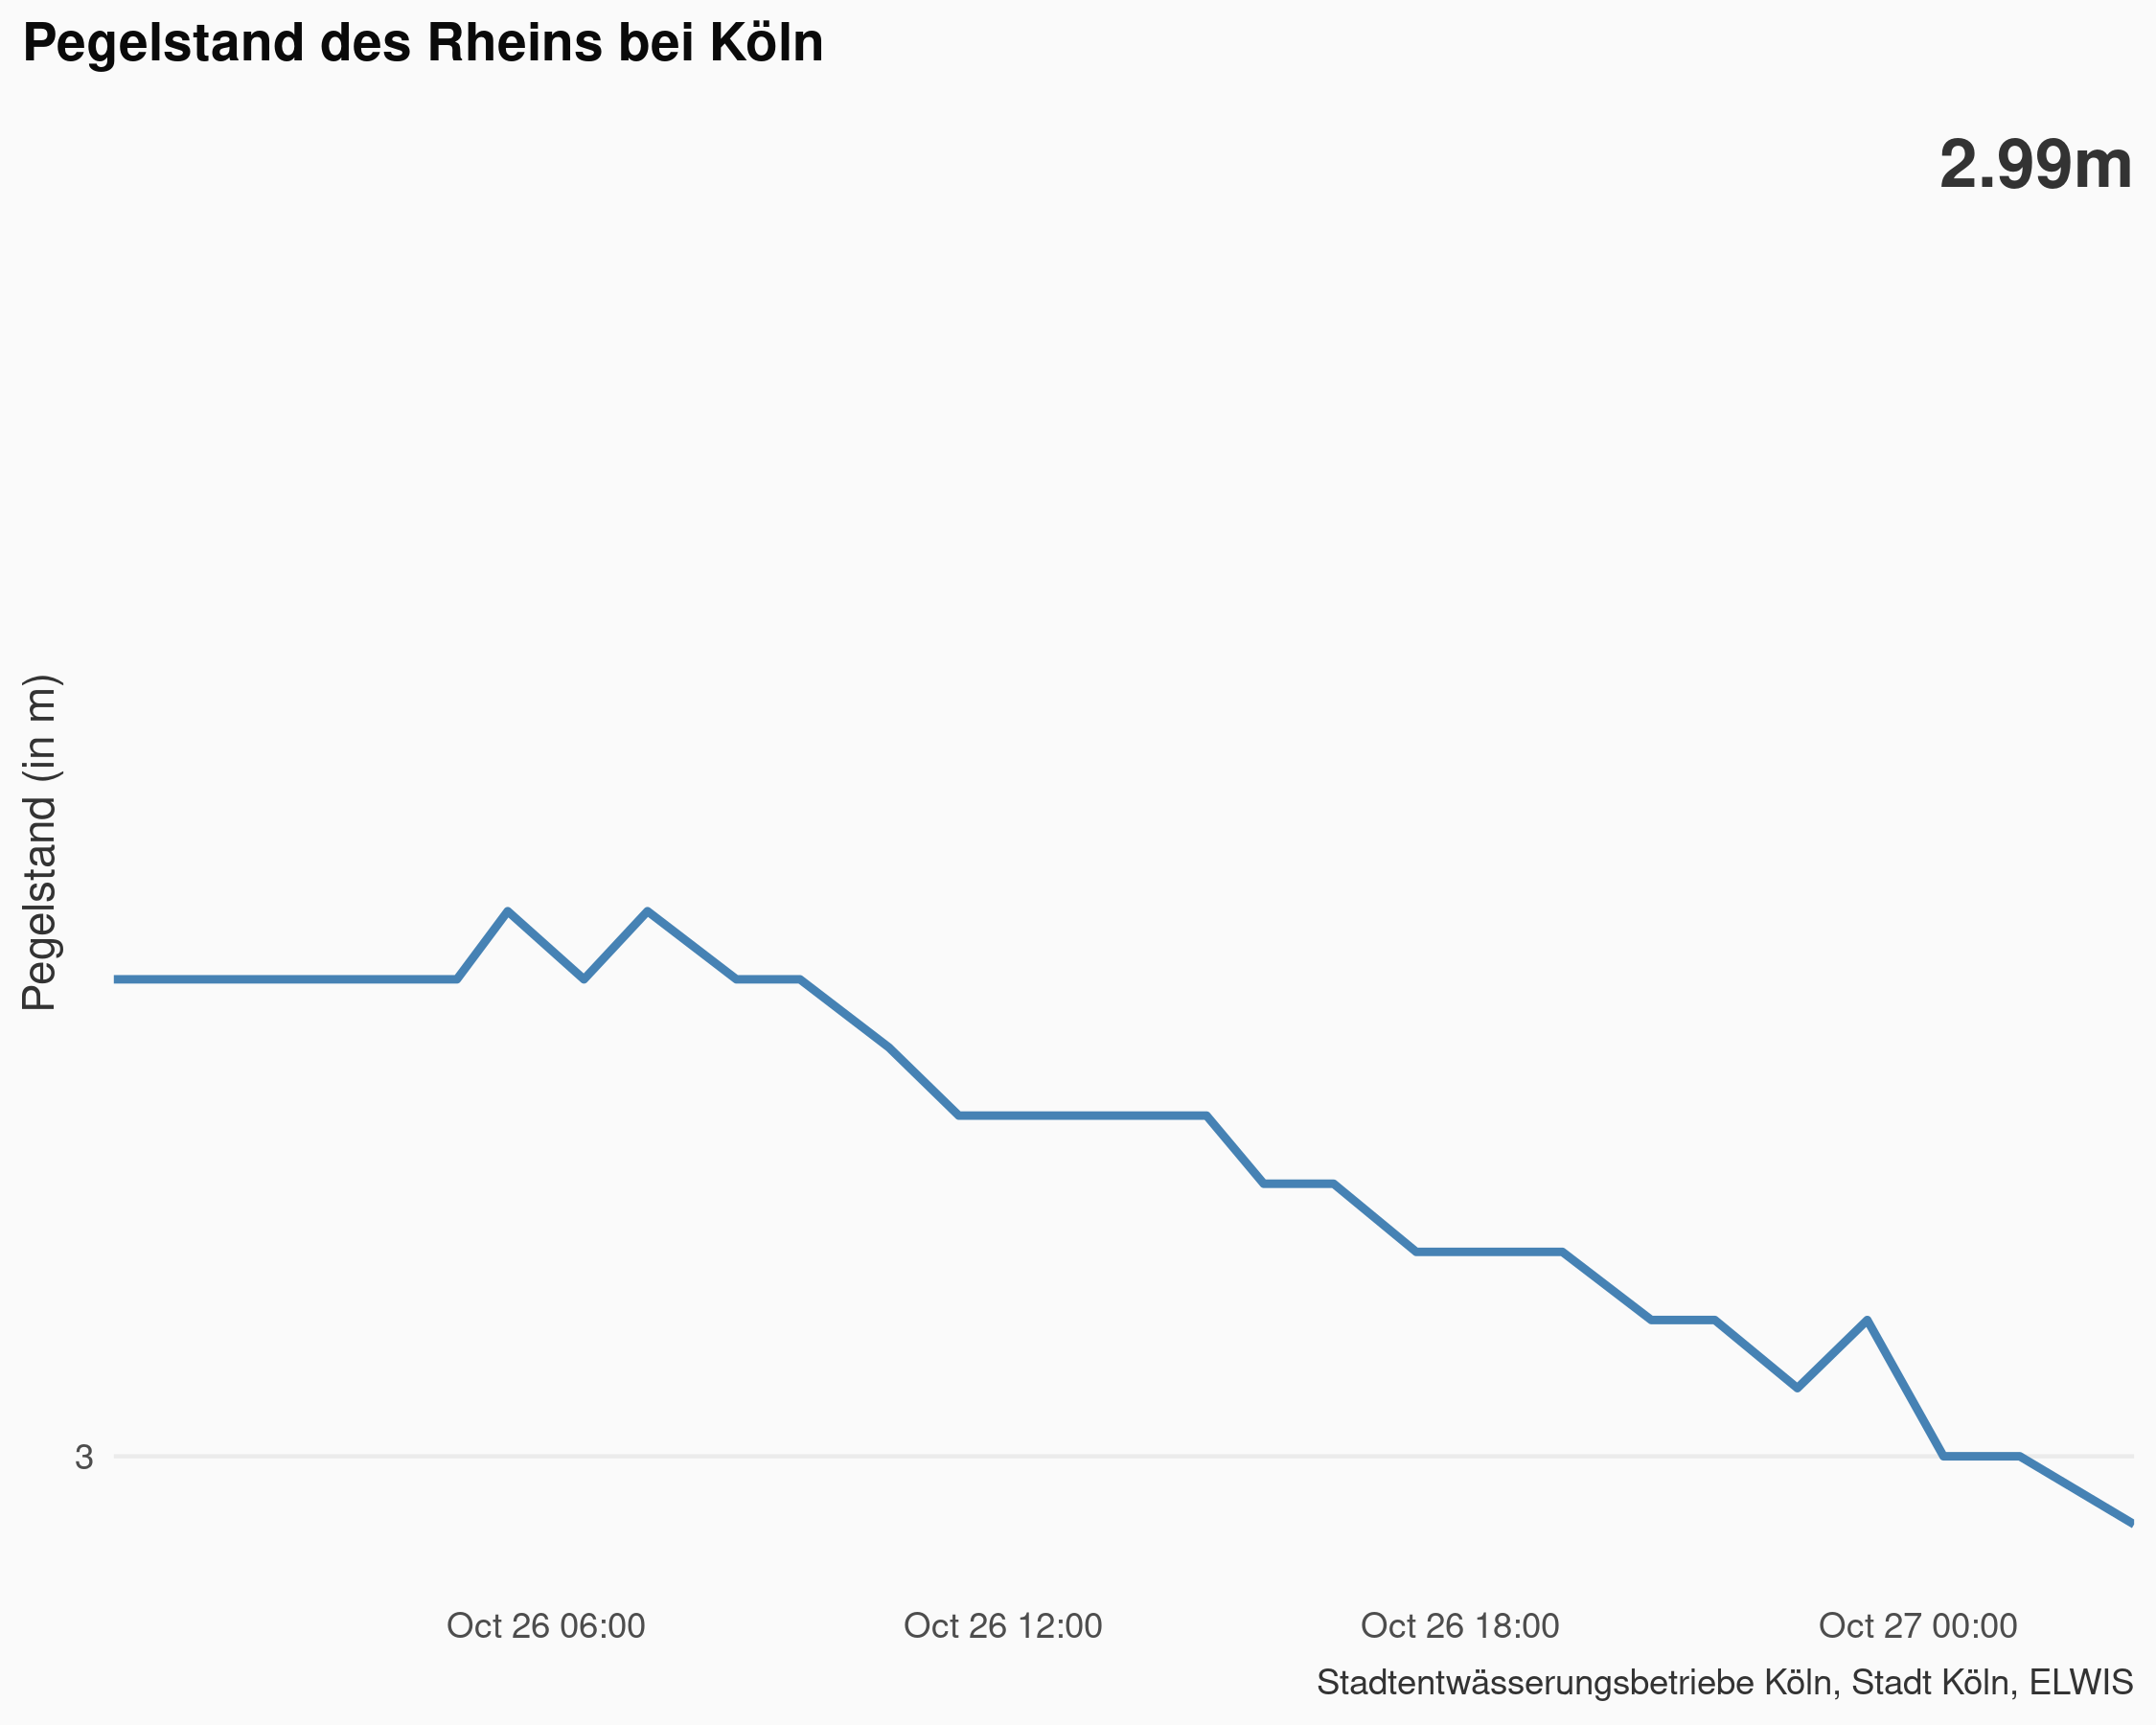 Pegelstand des Rheins bei Köln
2.99m
Pegelstand (in m)
3
Oct 26 06:00
Oct 26 12:00
Oct 26 18:00
Oct 27 00:00
Stadtentwässerungsbetriebe Köln, Stadt Köln, ELWIS